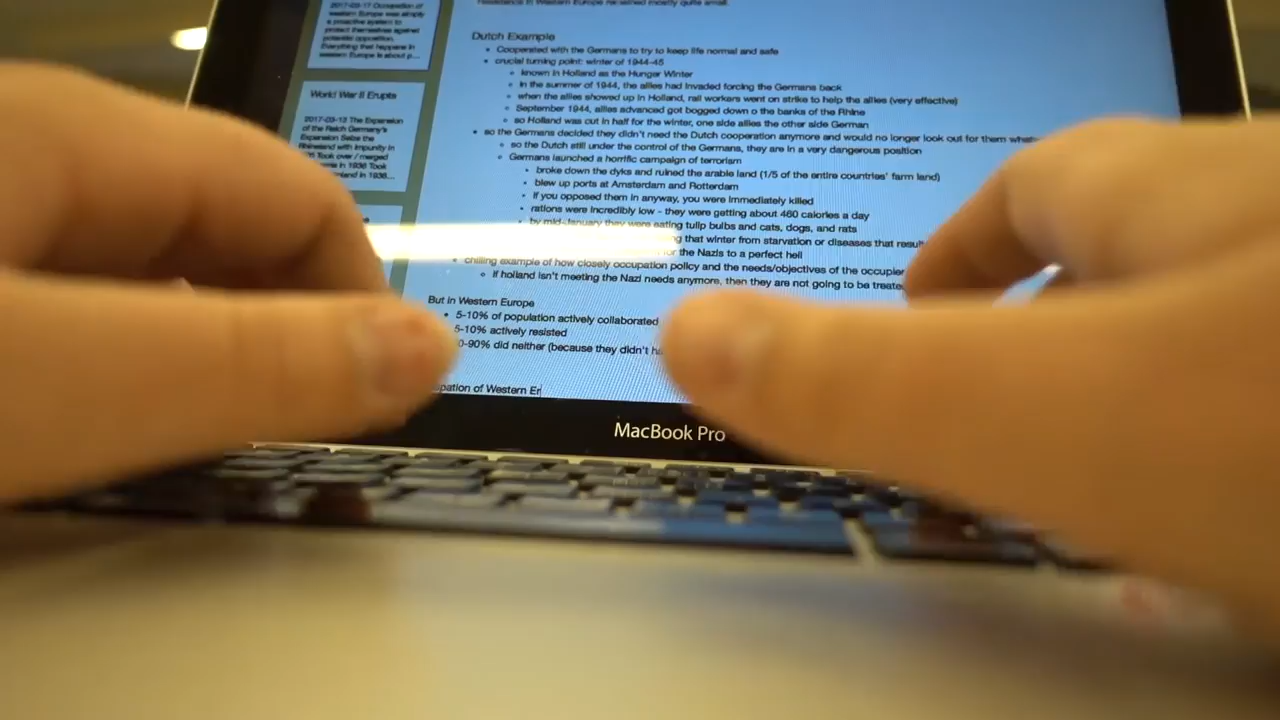 resistance in Western Europe remained mostly quite small.
Dutch Example
Cooperated with the Germans to try to keep life normal and safe
crucial turning point: winter of 1944-45
known in Holland as the Hunger Winter
in the summer of 1944, the allies had invaded forcing the Germans back
when the allies showed up in Holland, rail workers went on strike to help the allies (very effective)
September 1944, allies advanced got bogged down o the banks of the Rhine
so Holland was cut in half for the winter, one side allies the other side German
so the Germans decided they didn't need the Dutch cooperation anymore and would no longer look out for them
so the Dutch still under the control of the Germans, they are in a very dangerous position
Germans launched a horrific campaign of terrorism
broke down the dykes and ruined the arable land (1/5 of the entire countries' farm land)
blew up ports at Amsterdam and Rotterdam
if you opposed them in anyway, you were immediately killed
rations were incredibly low - they were getting about 460 calories a day
by mid-January they were eating tulip bulbs and cats, dogs, and rats
that winter from starvation or diseases that
the Nazis to a perfect hell
chilling example of how closely occupation policy and the needs/objectives of the occupier
If holland isn't meeting the Nazi needs anymore, then they are not going to be
But in Western Europe
5-10% of population actively collaborated
5-10% actively resisted
0-90% did neither (because they didn't
pation of Western Er
2017-03-17 Occupation of
western Europe was simply
a proactive system to
protect themselves against
potential opposition.
Everything that happens in
western Europe is about p...
World War II Erupts
2017-03-13 The Expansion
of the Reich Germany's
Expansion Seize the
Rhineland with impunity in
Took over / merged
in 1938 Took
in 1938...
MacBook Pro